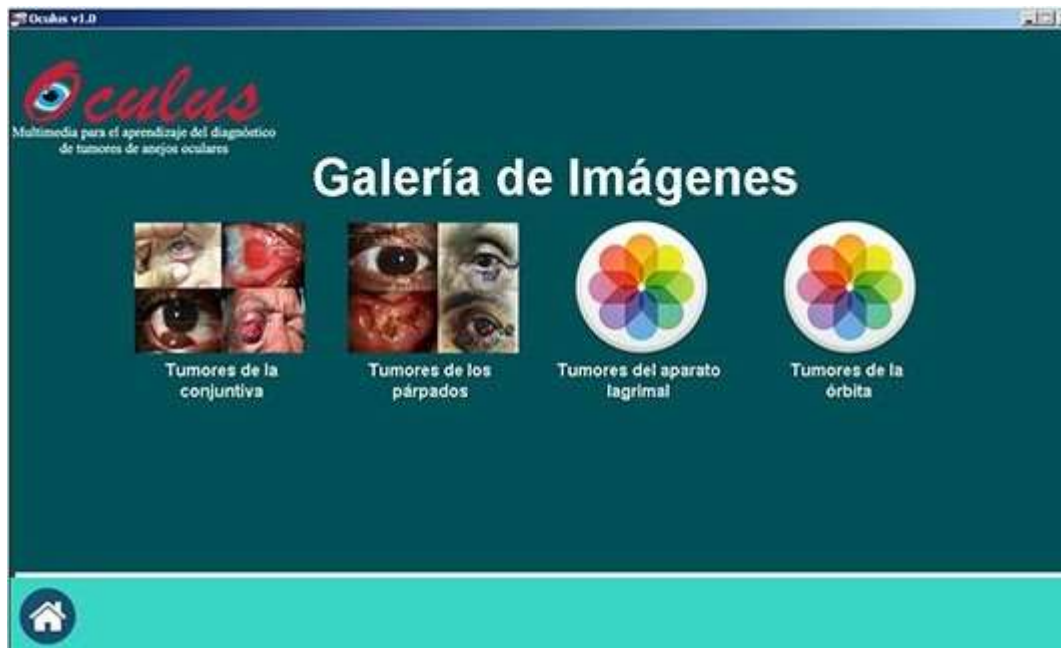 Oculus v1.0
Oculus
Multimedia para el aprendizaje del diagnóstico
de tumores de anejos oculares
Galería de Imágenes
Tumores de la
conjuntiva
Tumores de los
párpados
Tumores del aparato
lagrimal
Tumores de la
órbita